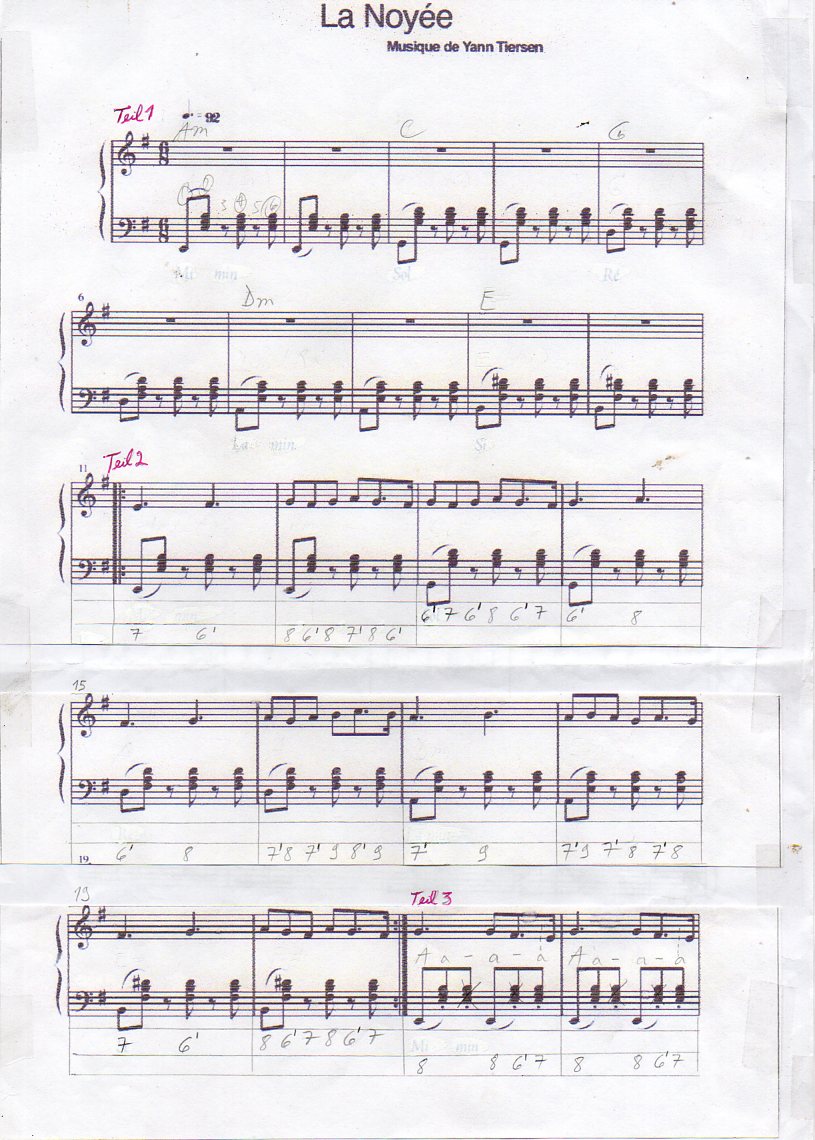 La Noyée
Musique de Yann Tiersen
Teil 1
= 92
Am C G
3 4 5 6
Mi min Sol Ré
6
Dm E
La min Si
11 Teil 2
6' 7 6' 8 6' 7 6' 8
7 6' 8 6' 8 7' 8 6'
15
6' 8 7' 8 7' 9 8' 9 7' 9 7' 9 7' 8 7' 8
19.
19 Teil 3
A a - a - a A a - a - a
7 6' 8 6' 7 8 6' 7 Mi min
8 8 6' 7 8 8 6' 7